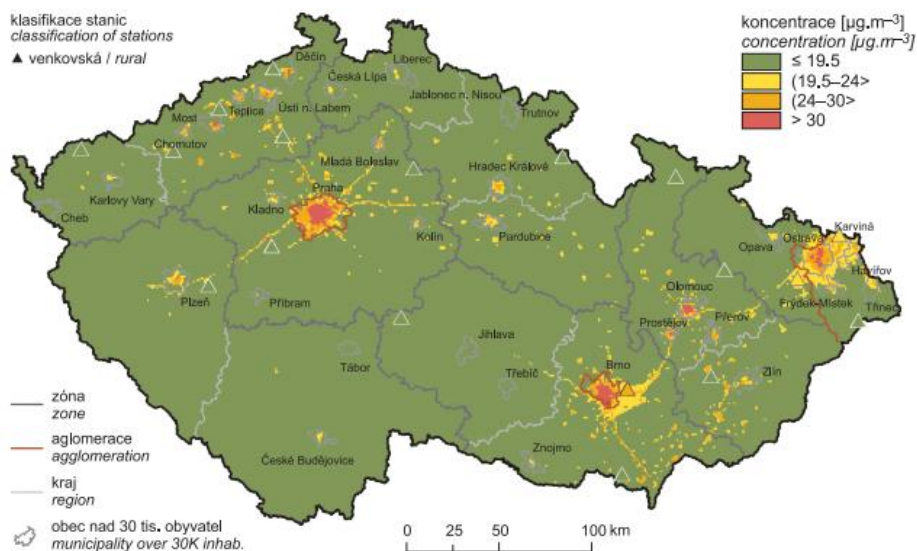 klasifikace stanic
classification of stations
▲ venkovská / rural
koncentrace [µg.m⁻³]
concentration [µg.m⁻³]
≤ 19.5
(19.5–24>
(24–30>
> 30
Děčín
Liberec
Česká Lípa
Jablonec n. Nisou
Teplice
Ústí n. Labem
Most
Trutnov
Chomutov
Mladá Boleslav
Hradec Králové
Karlovy Vary
Praha
Kladno
Cheb
Kolín
Pardubice
Opava
Ostrava
Karviná
Havířov
Plzeň
Příbram
Olomouc
Frýdek-Místek
Třinec
Prostějov
Přerov
Jihlava
Tábor
Třebíč
Brno
Zlín
České Budějovice
Znojmo
zóna
zone
aglomerace
agglomeration
kraj
region
obec nad 30 tis. obyvatel
municipality over 30K inhab.
0 25 50 100 km